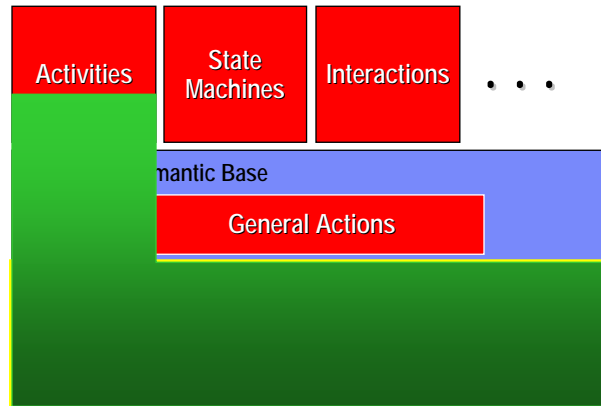 Activities
State
Machines
Interactions
. . .
mantic Base
General Actions